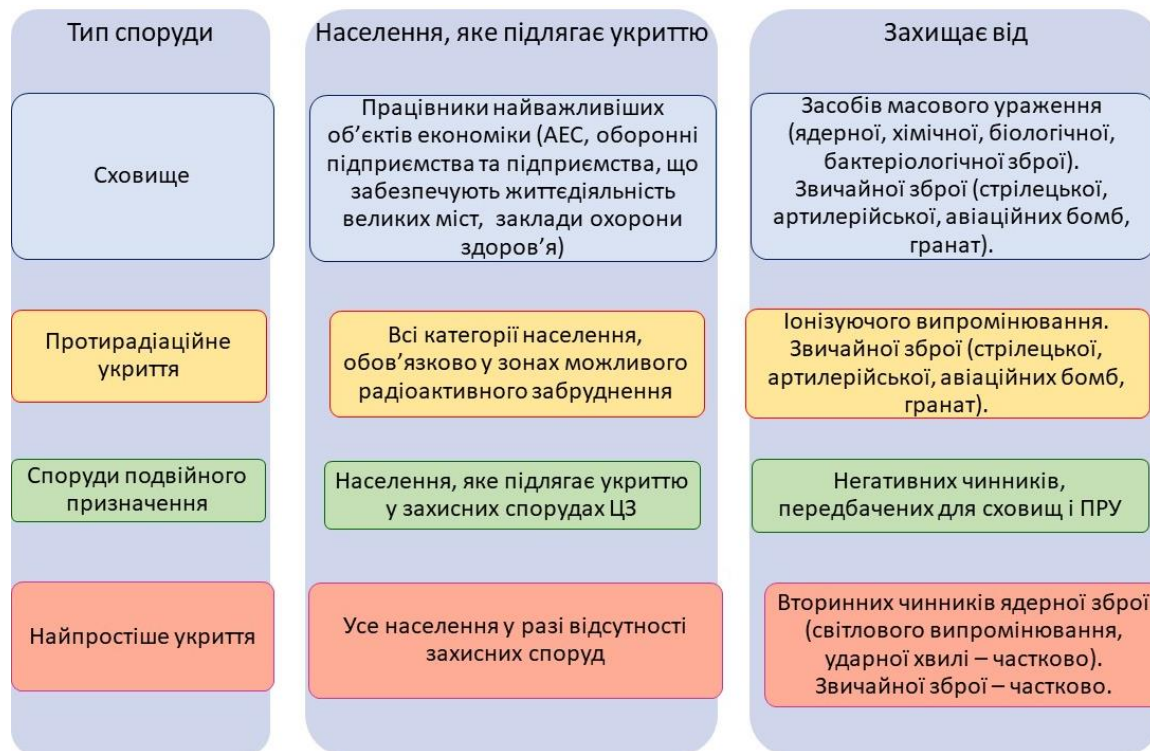 Тип споруди
Населення, яке підлягає укриттю
Захищає від
Сховище
Працівники найважливіших
об’єктів економіки (АЕС, оборонні
підприємства та підприємства, що
забезпечують життєдіяльність
великих міст, заклади охорони
здоров’я)
Засобів масового ураження
(ядерної, хімічної, біологічної,
бактеріологічної зброї).
Звичайної зброї (стрілецької,
артилерійської, авіаційних бомб,
гранат).
Протирадіаційне
укриття
Всі категорії населення,
обов’язково у зонах можливого
радіоактивного забруднення
Іонізуючого випромінювання.
Звичайної зброї (стрілецької,
артилерійської, авіаційних бомб,
гранат).
Споруди подвійного
призначення
Населення, яке підлягає укриттю
у захисних спорудах ЦЗ
Негативних чинників,
передбачених для сховищ і ПРУ
Найпростіше укриття
Усе населення у разі відсутності
захисних споруд
Вторинних чинників ядерної зброї
(світлового випромінювання,
ударної хвилі – частково).
Звичайної зброї – частково.